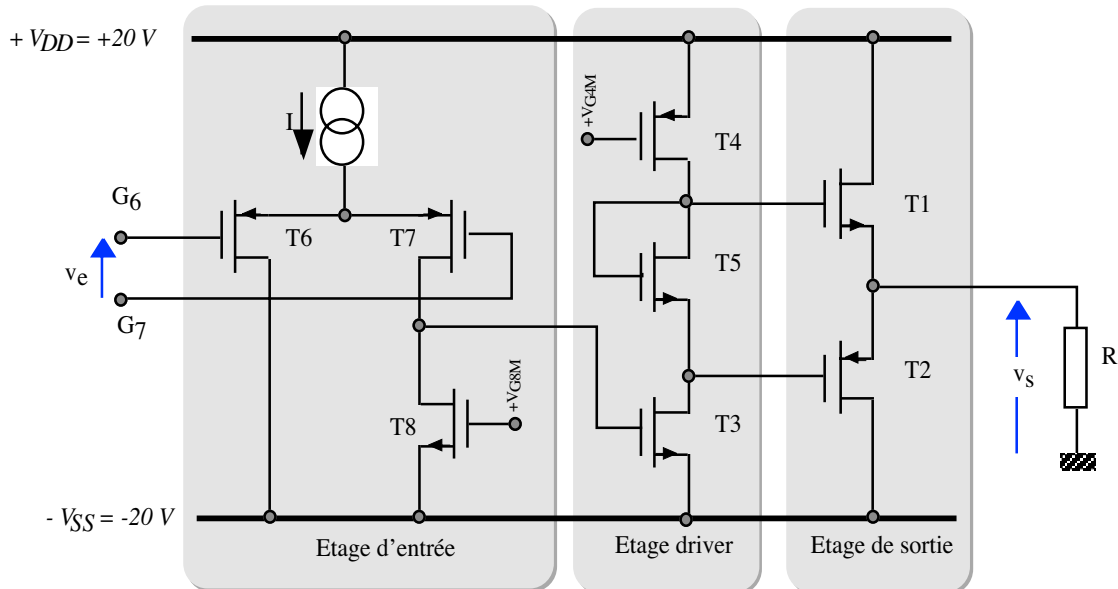 + VDD = +20 V
+VG4M
I
T4
G6
T1
T6
T7
T5
ve
G7
R
T2
vs
+VG8M
T8
T3
- VSS = -20 V
Etage d'entrée
Etage driver
Etage de sortie